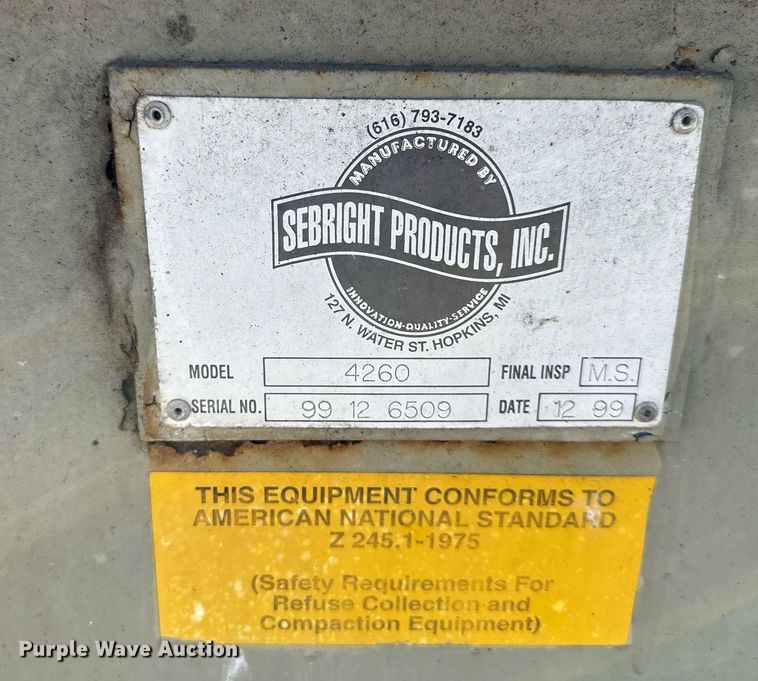 (616) 793-7183
MANUFACTURED BY
SEBRIGHT PRODUCTS, INC.
INNOVATION-QUALITY-SERVICE
127 N. WATER ST. HOPKINS, MI
MODEL 4260 FINAL INSP M.S.
SERIAL NO. 99 12 6509 DATE 12 99
THIS EQUIPMENT CONFORMS TO
AMERICAN NATIONAL STANDARD
Z 245.1-1975
(Safety Requirements For
Refuse Collection and
Compaction Equipment)
Purple Wave Auction